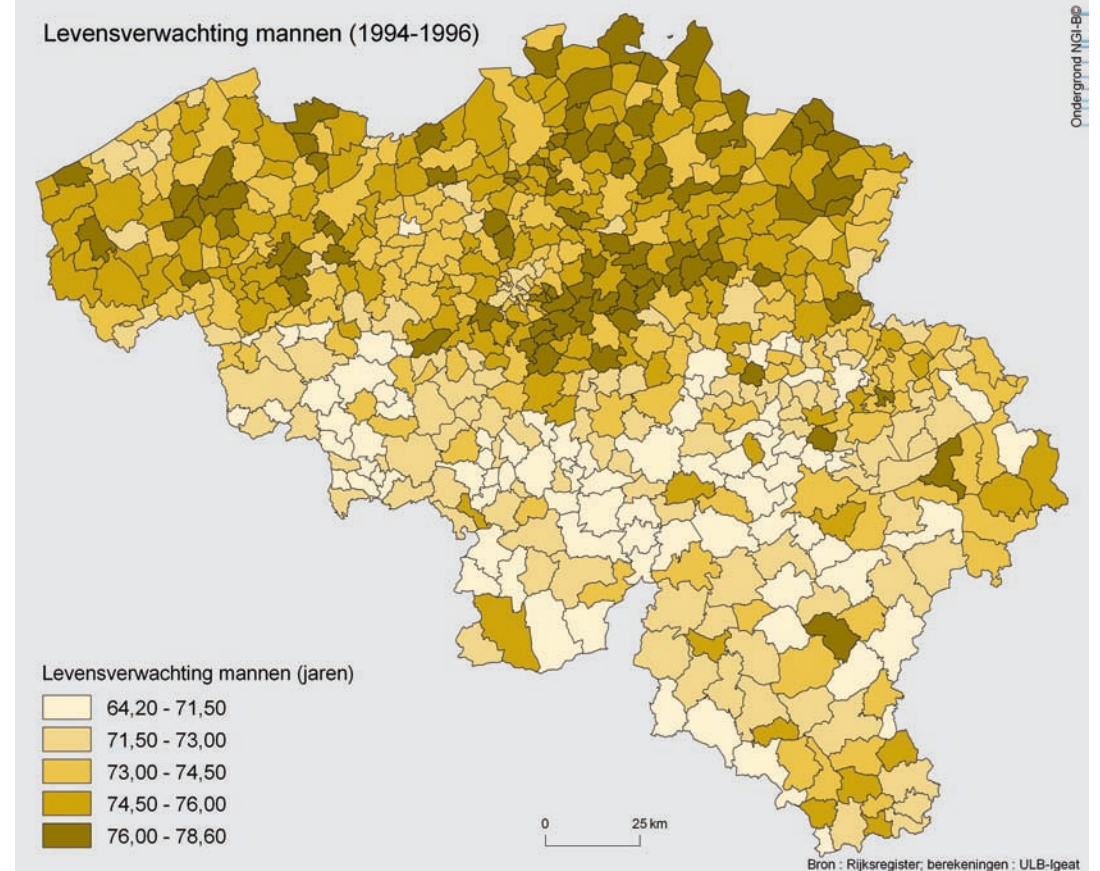 Levensverwachting mannen (1994-1996)
Ondergrond NGI-B©
Levensverwachting mannen (jaren)
64,20 - 71,50
71,50 - 73,00
73,00 - 74,50
74,50 - 76,00
76,00 - 78,60
0 25 km
Bron : Rijksregister; berekeningen : ULB-Igeat